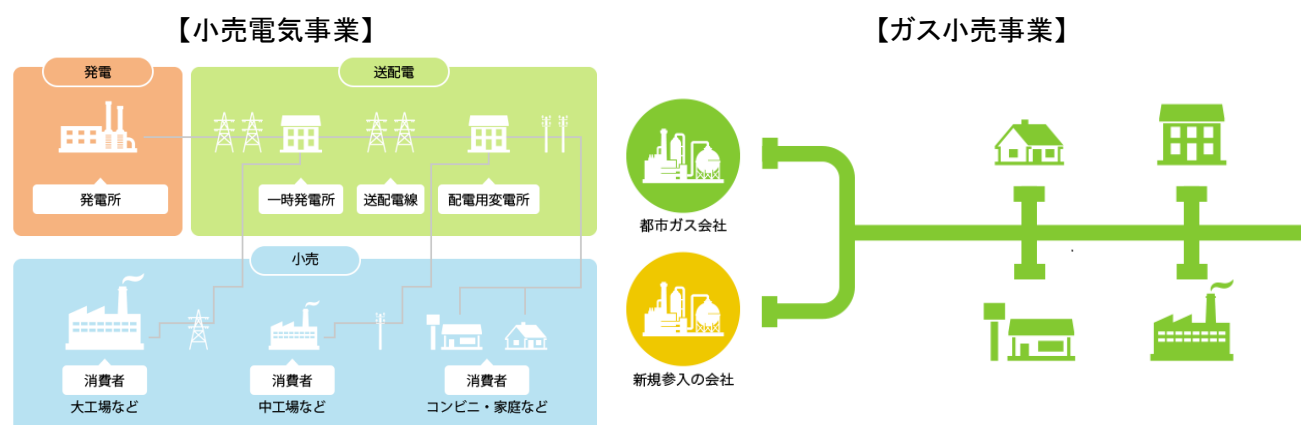 【小売電気事業】
【ガス小売事業】
発電
送配電
発電所
一時発電所
送配電線
配電用変電所
小売
消費者
消費者
消費者
大工場など
中工場など
コンビニ・家庭など
都市ガス会社
新規参入の会社